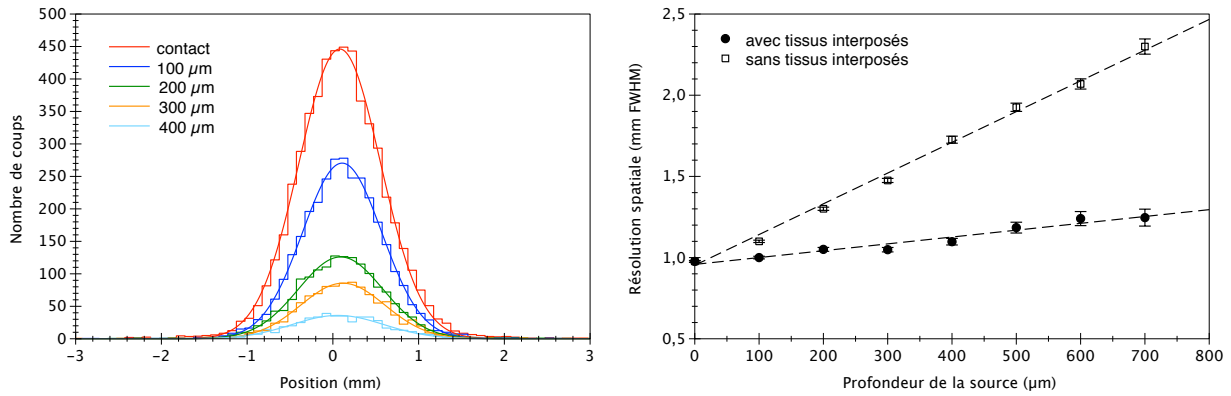 500
450
400
350
300
250
200
150
100
50
0
Nombre de coups
contact
100 µm
200 µm
300 µm
400 µm
−3
−2
−1
0
1
2
3
Position (mm)
2,5
2,0
1,5
1,0
0,5
Résolution spatiale (mm FWHM)
avec tissus interposés
sans tissus interposés
0
100
200
300
400
500
600
700
800
Profondeur de la source (µm)